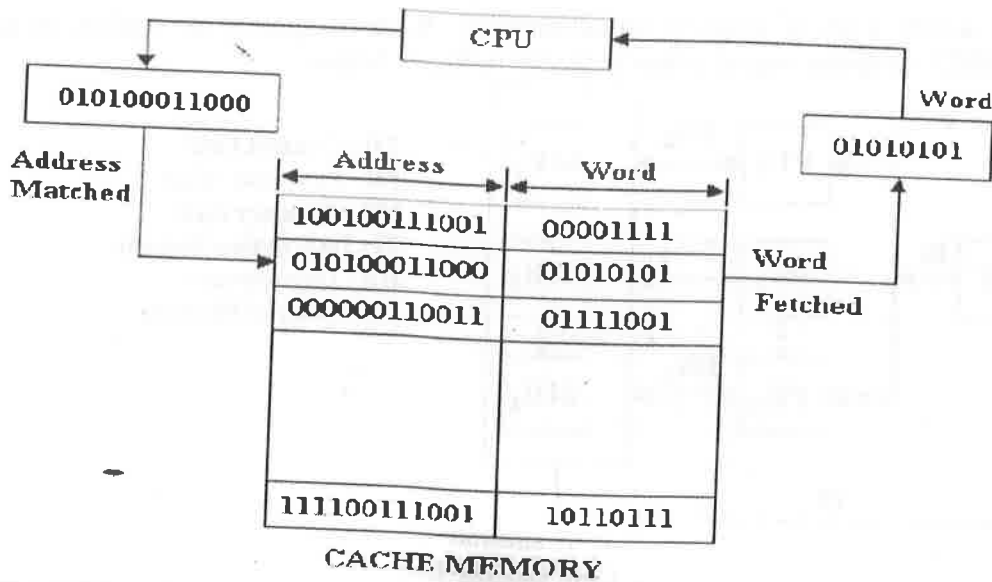 CPU
010100011000
Word
01010101
Address
Matched
Address Word
100100111001 00001111
010100011000 01010101
000000110011 01111001
Word
Fetched
111100111001 10110111
CACHE MEMORY